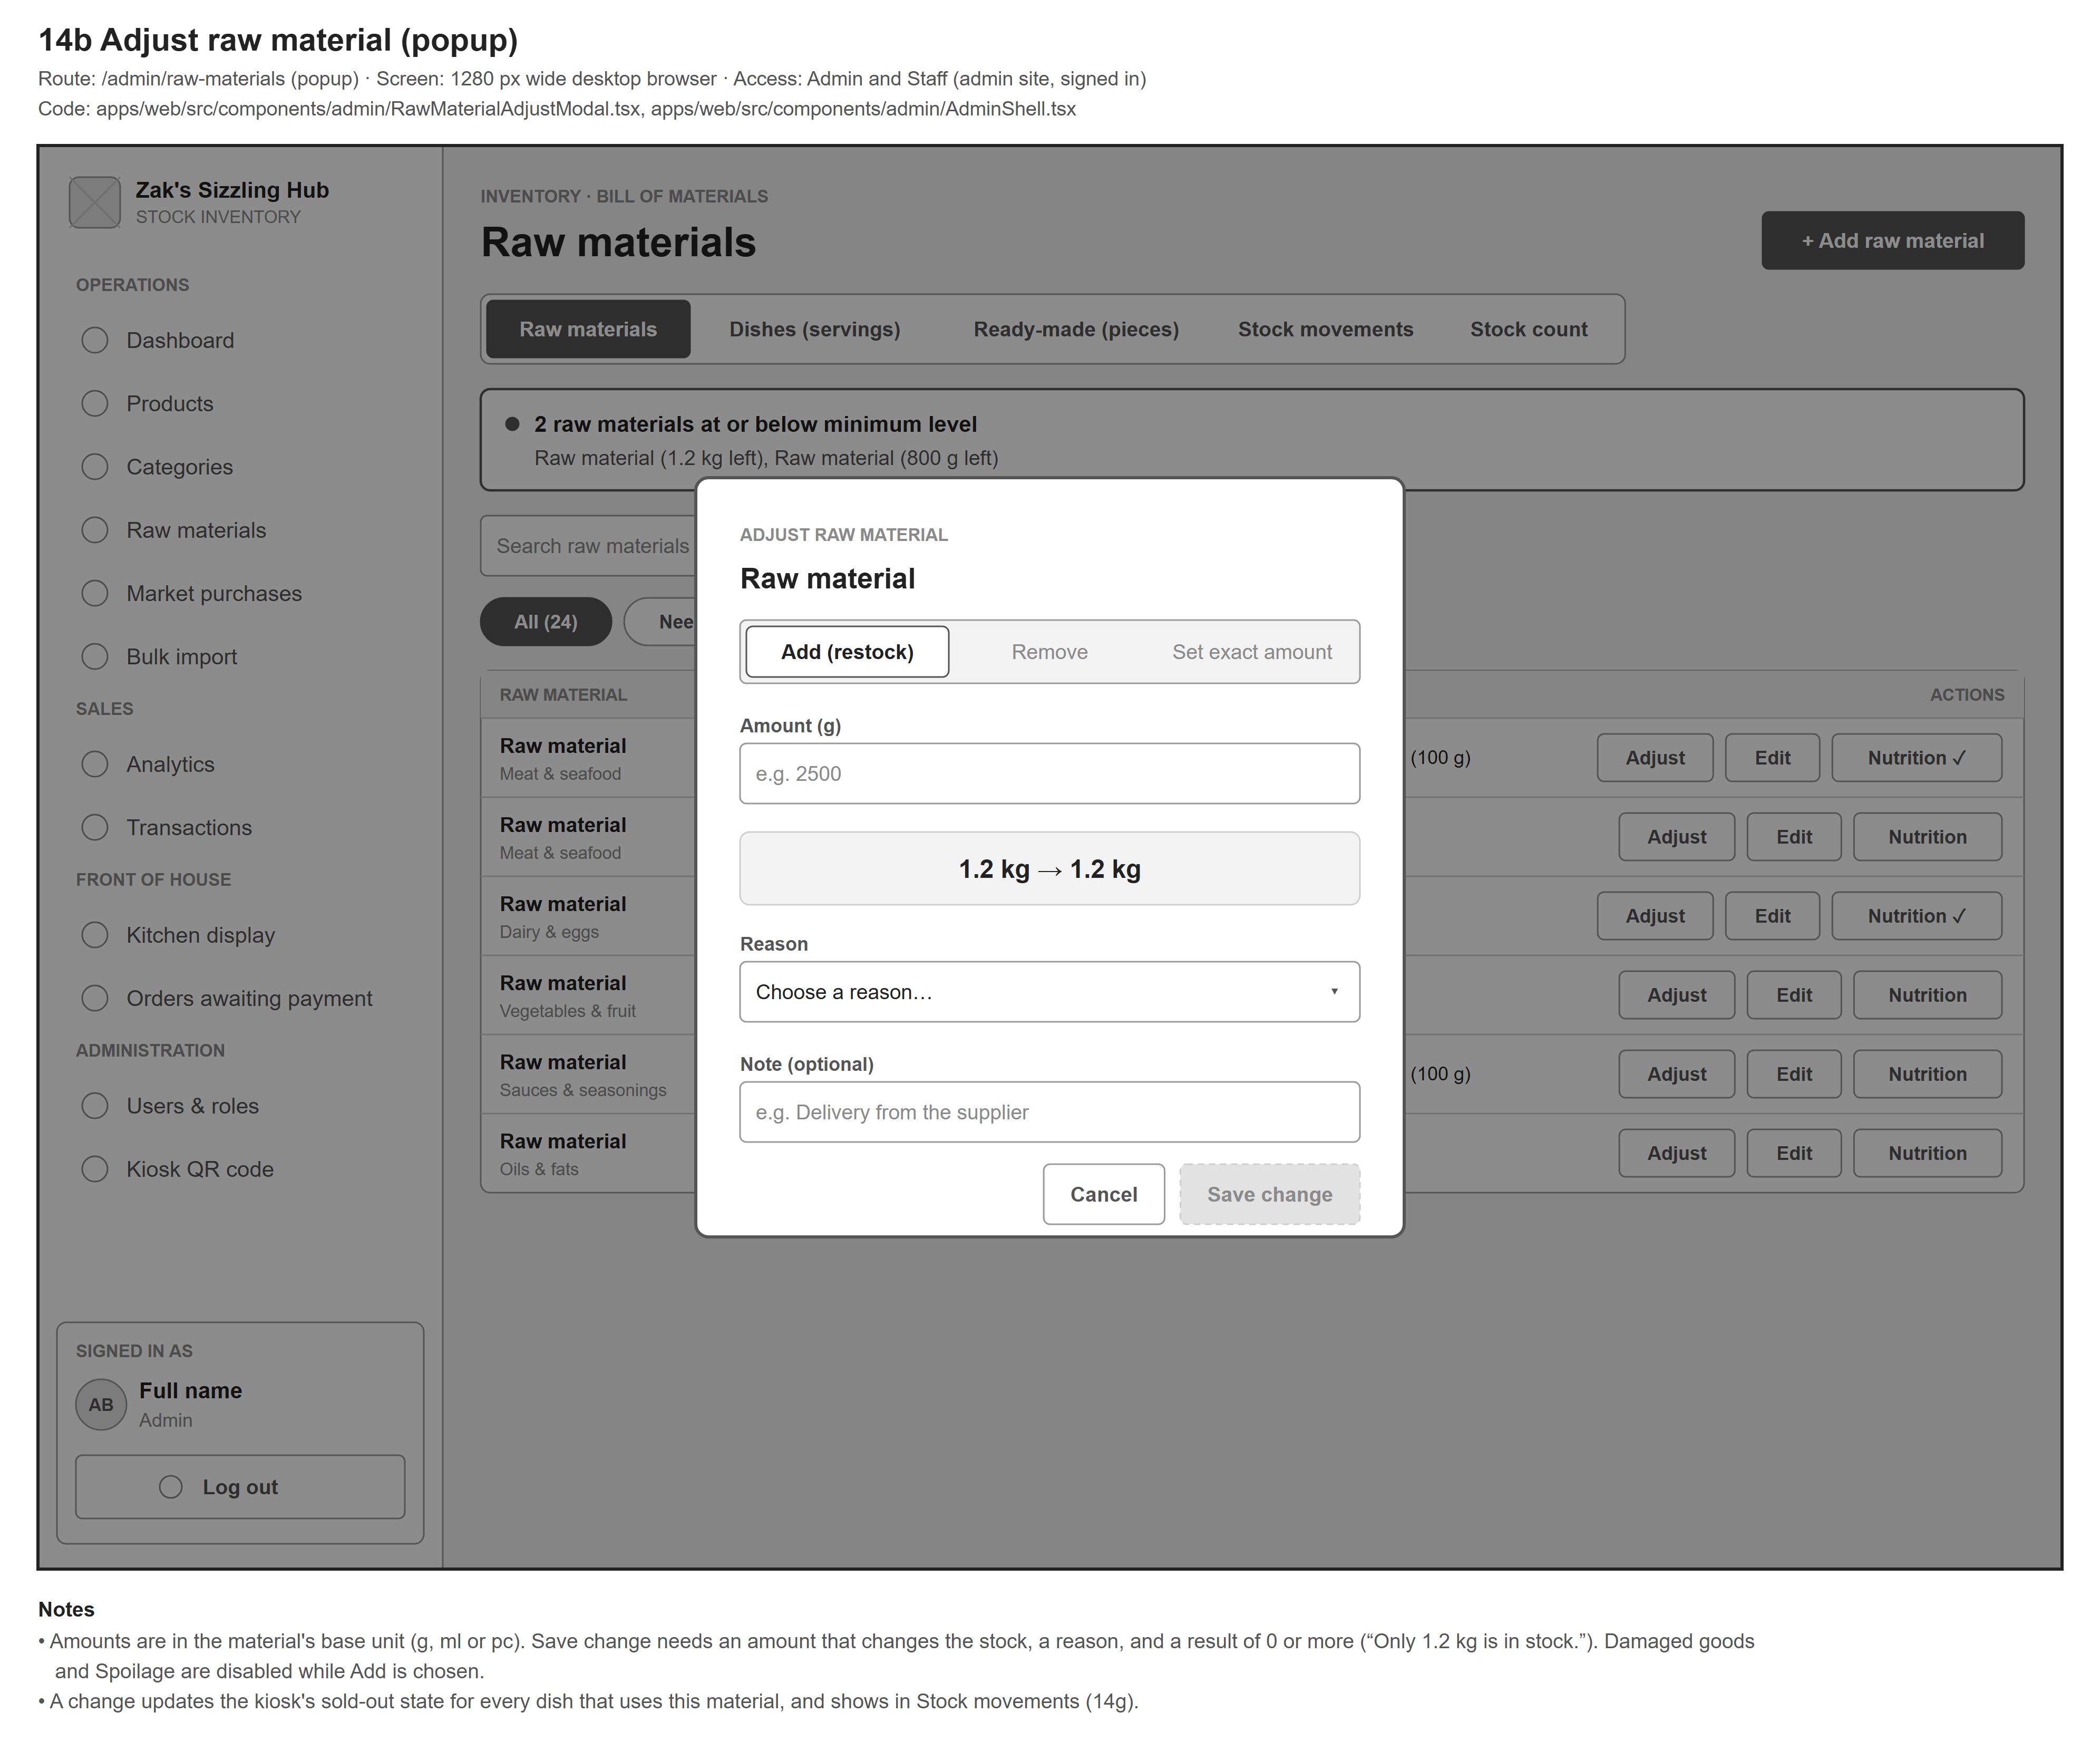 14b Adjust raw material (popup)
Route: /admin/raw-materials (popup) · Screen: 1280 px wide desktop browser · Access: Admin and Staff (admin site, signed in)
Code: apps/web/src/components/admin/RawMaterialAdjustModal.tsx, apps/web/src/components/admin/AdminShell.tsx
Zak's Sizzling Hub
STOCK INVENTORY
OPERATIONS
Dashboard
Products
Categories
Raw materials
Market purchases
Bulk import
SALES
Analytics
Transactions
FRONT OF HOUSE
Kitchen display
Orders awaiting payment
ADMINISTRATION
Users & roles
Kiosk QR code
SIGNED IN AS
AB
Full name
Admin
Log out
INVENTORY · BILL OF MATERIALS
Raw materials
+ Add raw material
Raw materials Dishes (servings) Ready-made (pieces) Stock movements Stock count
2 raw materials at or below minimum level
Raw material (1.2 kg left), Raw material (800 g left)
Search raw materials
All (24) Nee
RAW MATERIAL ACTIONS
Raw material
Meat & seafood
(100 g) Adjust Edit Nutrition ✓
Raw material
Meat & seafood
Adjust Edit Nutrition
Raw material
Dairy & eggs
Adjust Edit Nutrition ✓
Raw material
Vegetables & fruit
Adjust Edit Nutrition
Raw material
Sauces & seasonings
(100 g) Adjust Edit Nutrition
Raw material
Oils & fats
Adjust Edit Nutrition
ADJUST RAW MATERIAL
Raw material
Add (restock) Remove Set exact amount
Amount (g)
e.g. 2500
1.2 kg → 1.2 kg
Reason
Choose a reason…
Note (optional)
e.g. Delivery from the supplier
Cancel Save change
Notes
• Amounts are in the material's base unit (g, ml or pc). Save change needs an amount that changes the stock, a reason, and a result of 0 or more (“Only 1.2 kg is in stock.”). Damaged goods
and Spoilage are disabled while Add is chosen.
• A change updates the kiosk's sold-out state for every dish that uses this material, and shows in Stock movements (14g).